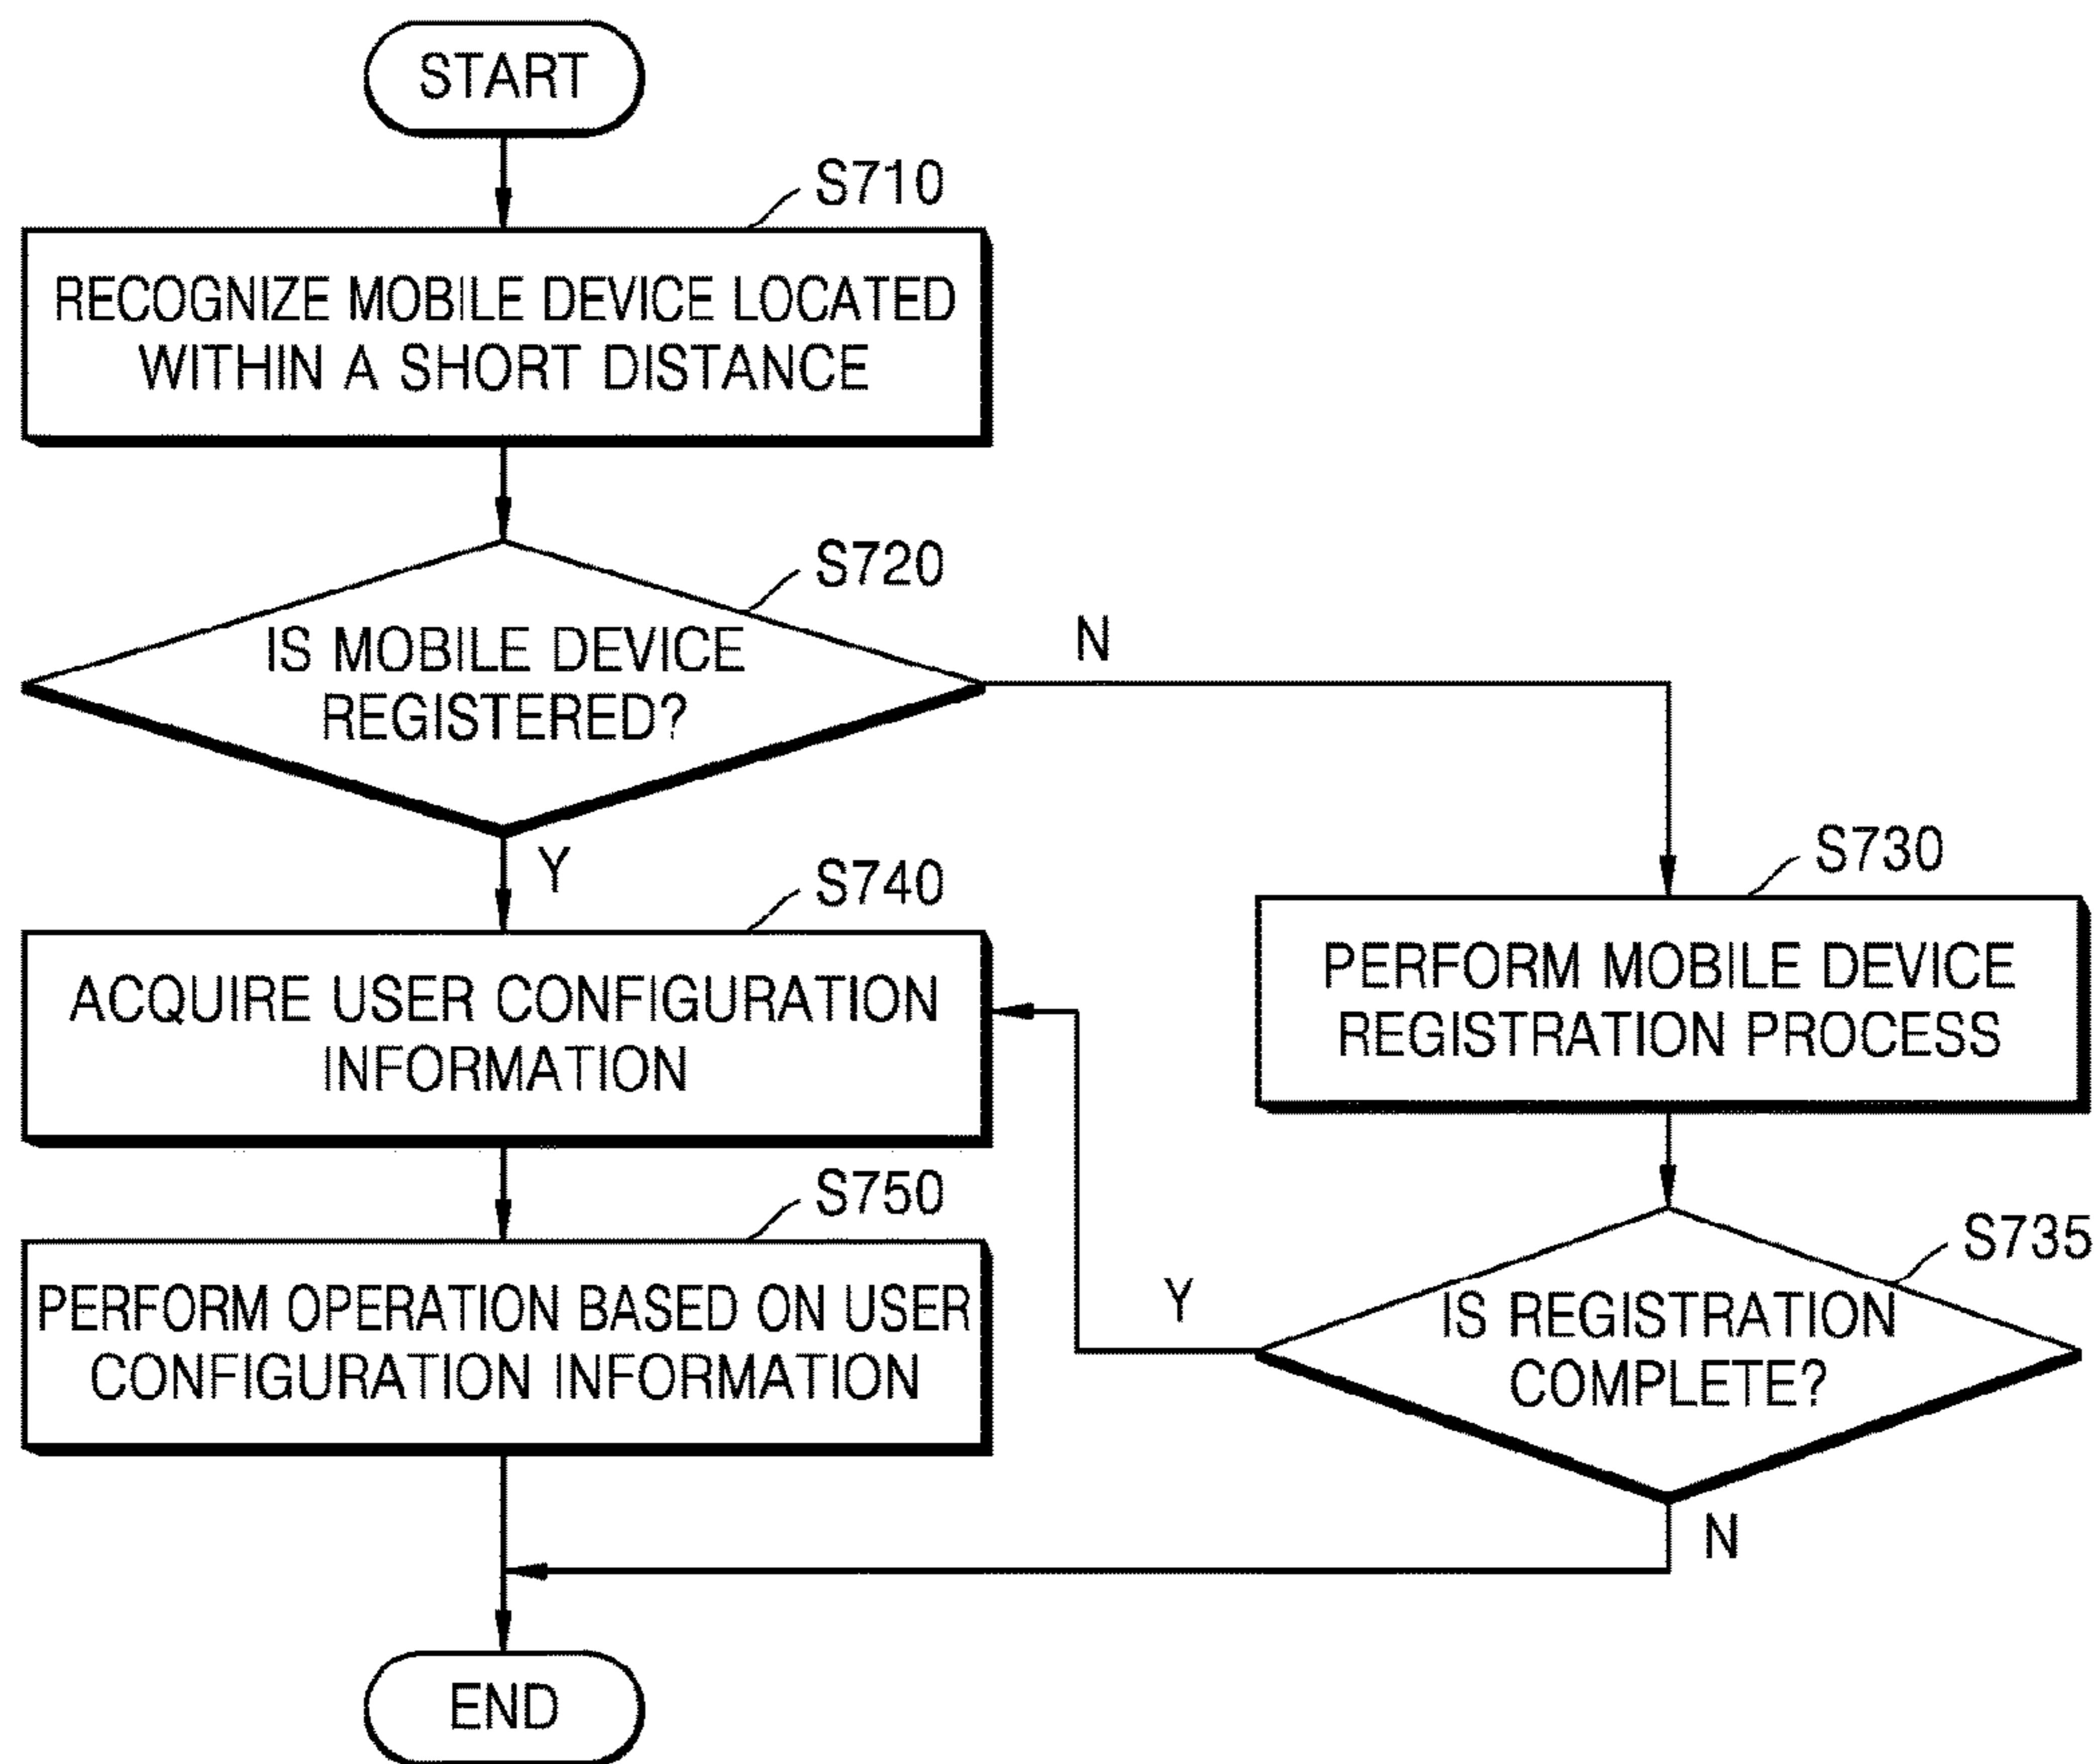 START
S710
RECOGNIZE MOBILE DEVICE LOCATED
WITHIN A SHORT DISTANCE
S720
IS MOBILE DEVICE
REGISTERED?
N
Y
S730
PERFORM MOBILE DEVICE
REGISTRATION PROCESS
S735
IS REGISTRATION
COMPLETE?
Y
N
S740
ACQUIRE USER CONFIGURATION
INFORMATION
S750
PERFORM OPERATION BASED ON USER
CONFIGURATION INFORMATION
END